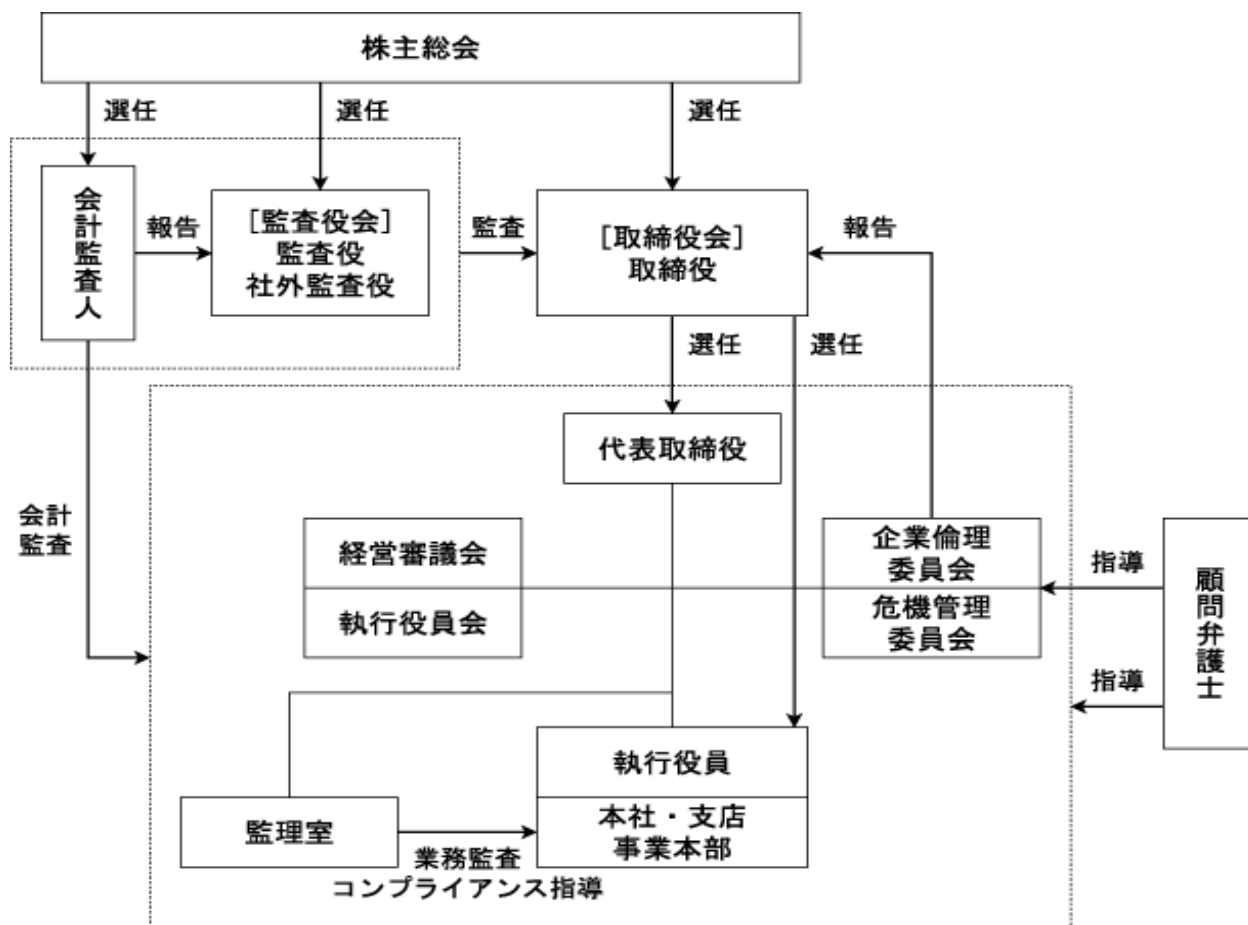 株主総会
選任
選任
選任
会計監査人
報告
[監査役会]
監査役
社外監査役
監査
[取締役会]
取締役
報告
選任
選任
代表取締役
会計
監査
経営審議会
執行役員会
企業倫理
委員会
危機管理
委員会
指導
指導
顧問弁護士
執行役員
本社・支店
事業本部
監理室
業務監査
コンプライアンス指導